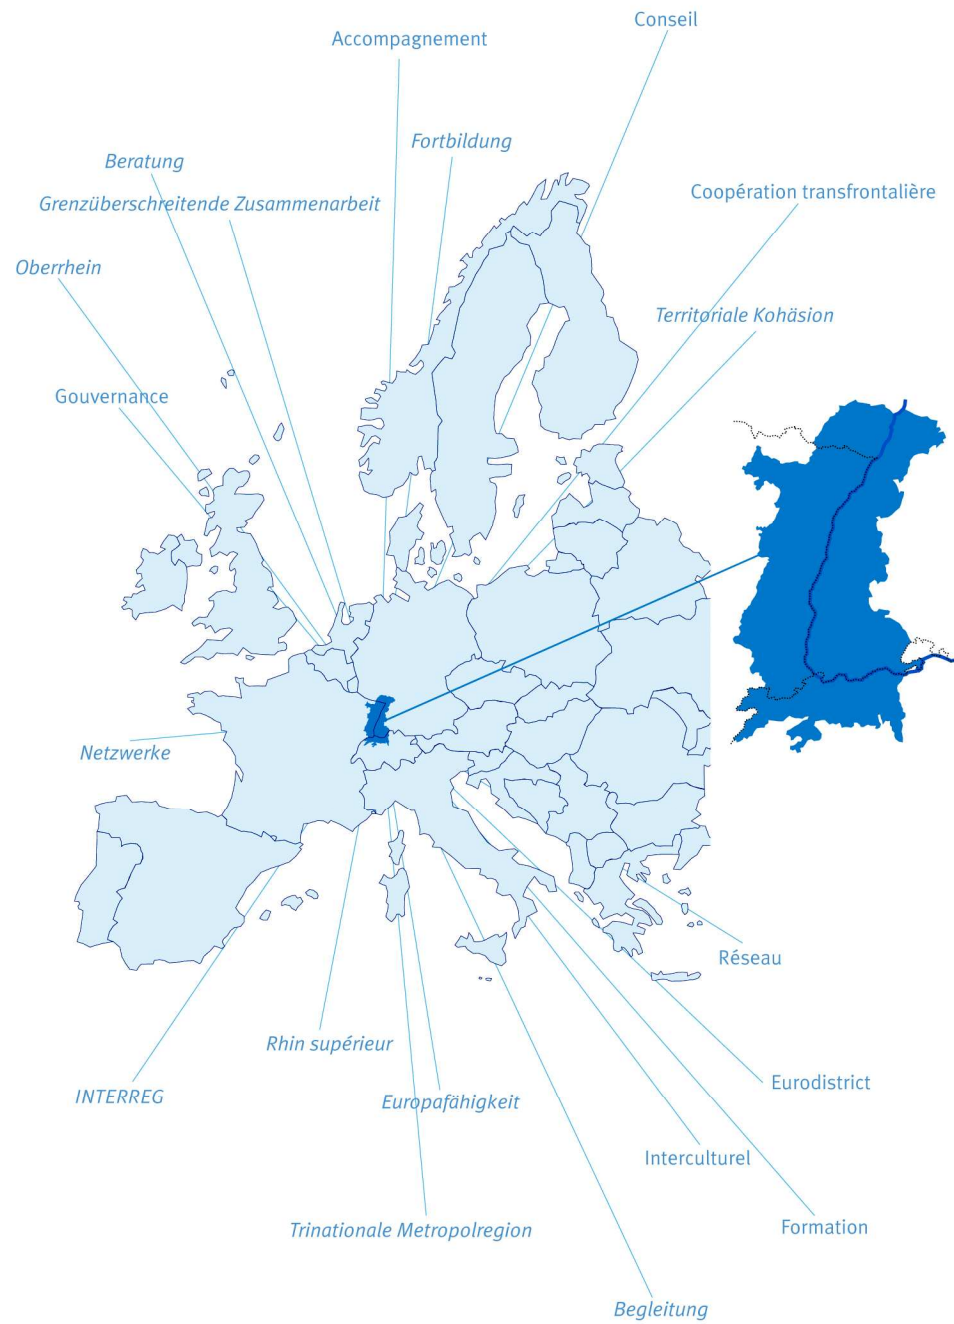 Conseil
Accompagnement
Fortbildung
Beratung
Coopération transfrontalière
Grenzüberschreitende Zusammenarbeit
Oberrhein
Territoriale Kohäsion
Gouvernance
Netzwerke
Réseau
Rhin supérieur
Eurodistrict
INTERREG
Europafähigkeit
Interculturel
Formation
Trinationale Metropolregion
Begleitung